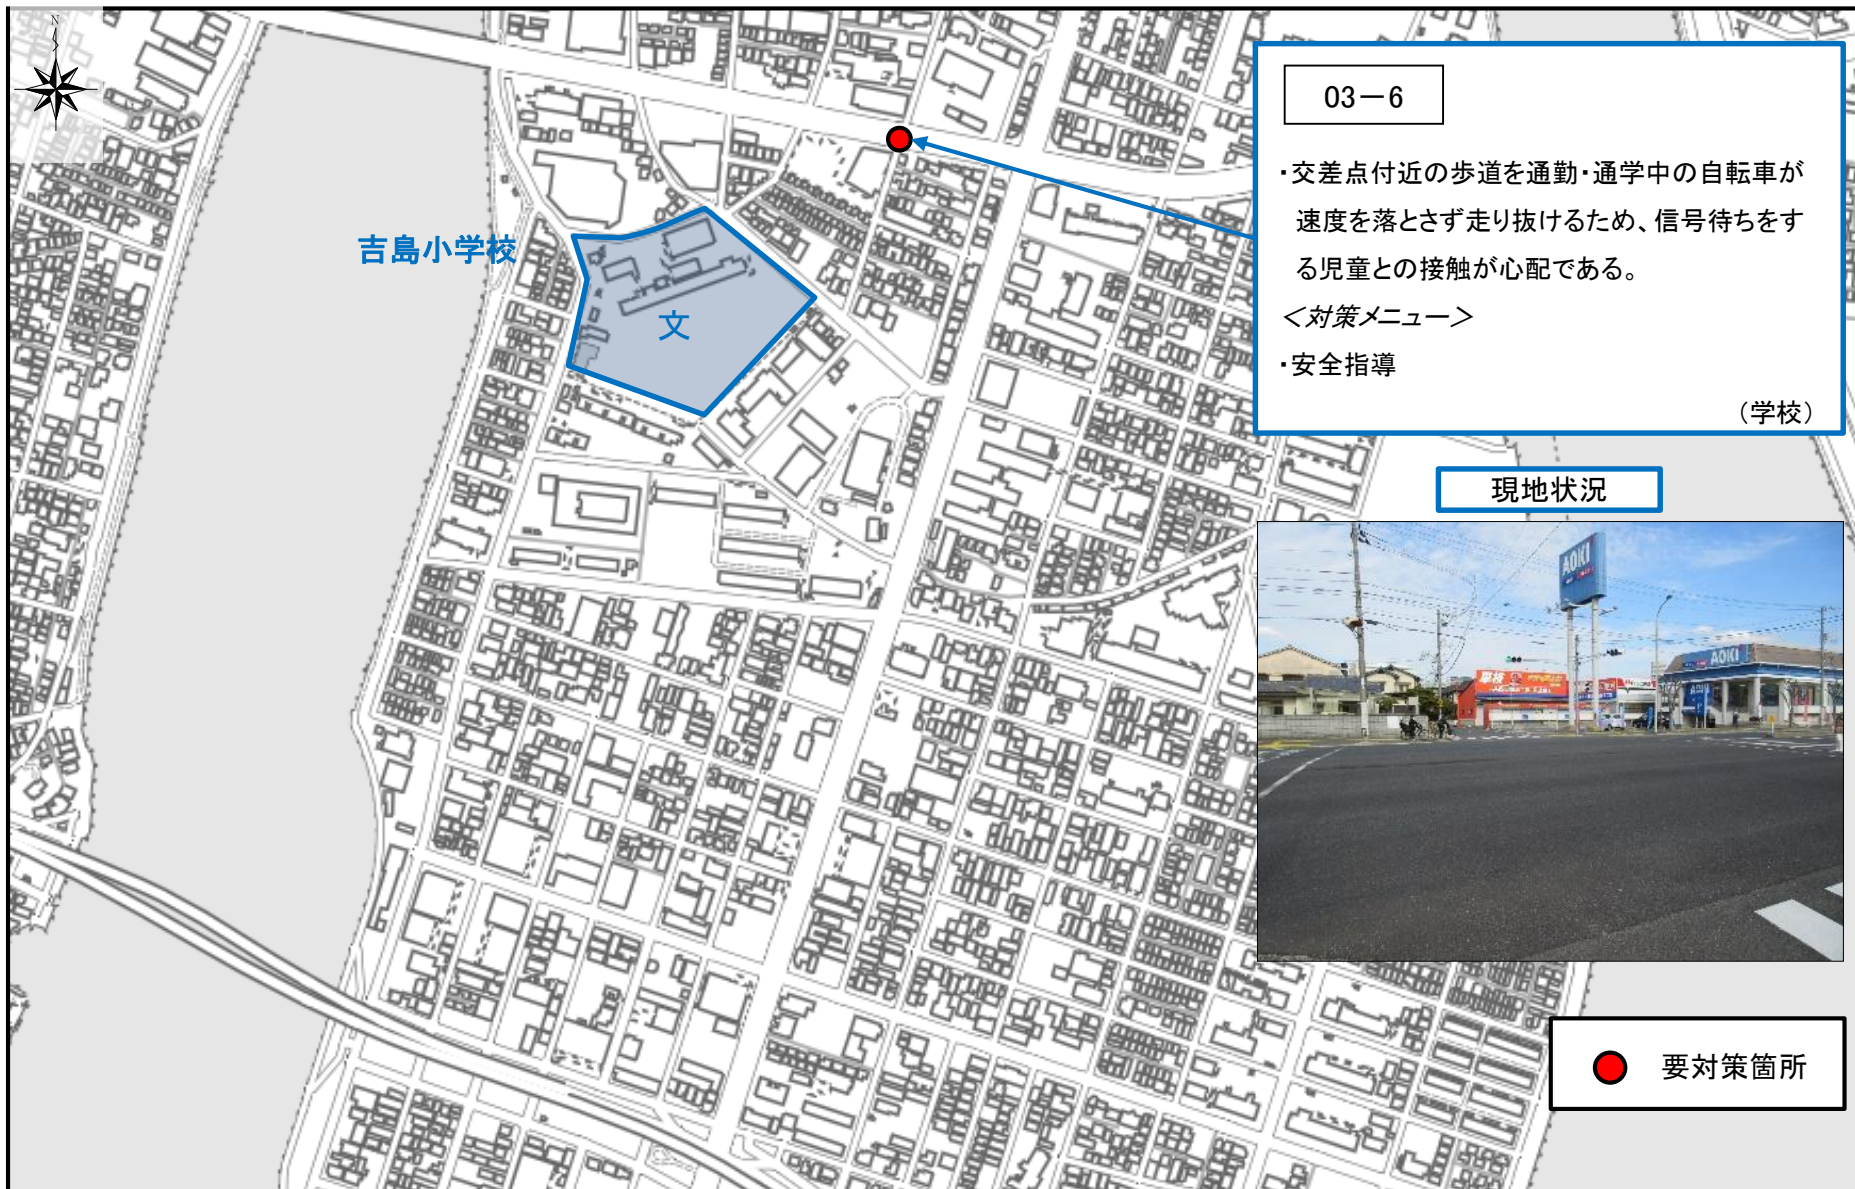 N
03－6
・交差点付近の歩道を通勤・通学中の自転車が
速度を落とさず走り抜けるため、信号待ちをす
る児童との接触が心配である。
＜対策メニュー＞
・安全指導
（学校）
吉島小学校
文
現地状況
AOKI
AOKI
要対策箇所